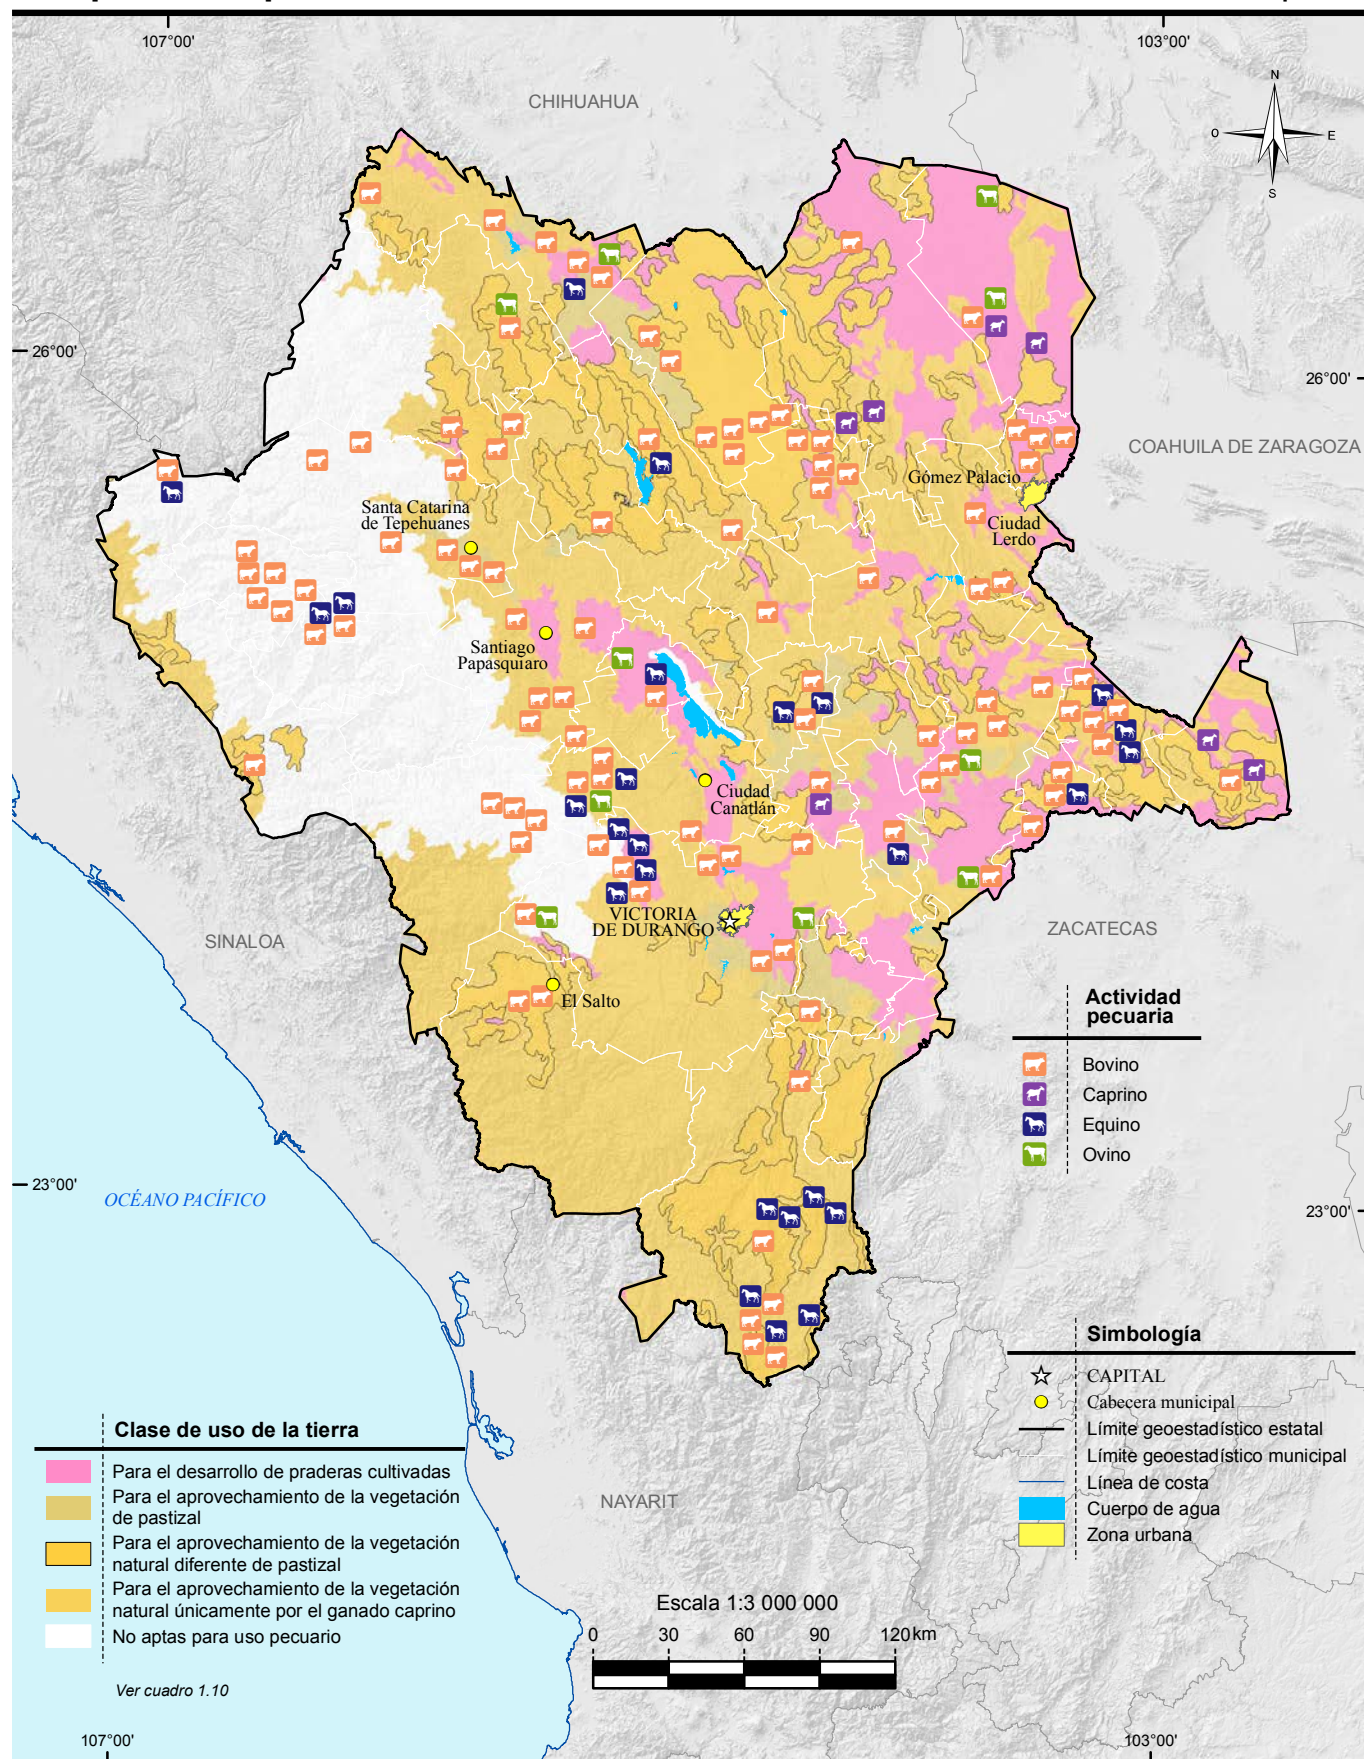 107°00'
103°00'
CHIHUAHUA
N
O
E
S
26°00'
26°00'
COAHUILA DE ZARAGOZA
Gómez Palacio
Ciudad
Lerdo
Santa Catarina
de Tepehuanes
Santiago
Papasquiaro
Ciudad
Canatlán
VICTORIA
DE DURANGO
El Salto
SINALOA
ZACATECAS
Actividad
pecuaria
Bovino
Caprino
Equino
Ovino
23°00'
OCÉANO PACÍFICO
23°00'
Simbología
CAPITAL
Cabecera municipal
Límite geoestadístico estatal
Límite geoestadístico municipal
Línea de costa
Cuerpo de agua
Zona urbana
NAYARIT
Clase de uso de la tierra
Para el desarrollo de praderas cultivadas
Para el aprovechamiento de la vegetación
de pastizal
Para el aprovechamiento de la vegetación
natural diferente de pastizal
Para el aprovechamiento de la vegetación
natural únicamente por el ganado caprino
No aptas para uso pecuario
Ver cuadro 1.10
Escala 1:3 000 000
0 30 60 90 120 km
107°00'
103°00'